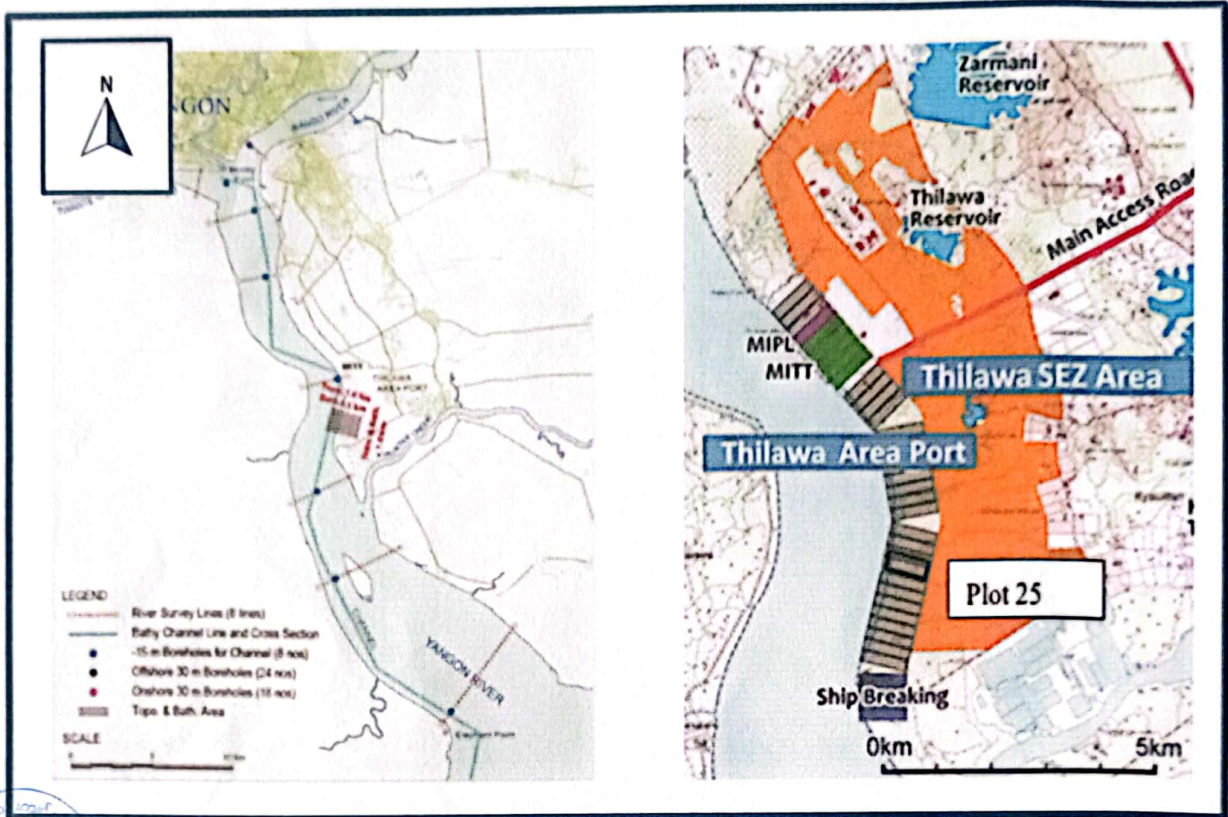 N
NGON
BAGO RIVER
MITT
THILAWA
AREA PORT
YANGON RIVER
Elephant Point
LEGEND
River Survey Lines (8 lines)
Bathy Channel Line and Cross Section
-15 m Boreholes for Channel (8 nos)
Offshore 30 m Boreholes (24 nos)
Onshore 30 m Boreholes (18 nos)
Topo. & Bath. Area
SCALE
Zarmani
Reservoir
Thilawa
Reservoir
Main Access Road
MIPL
MITT
Thilawa SEZ Area
Thilawa Area Port
Plot 25
Ship Breaking
0km
5km